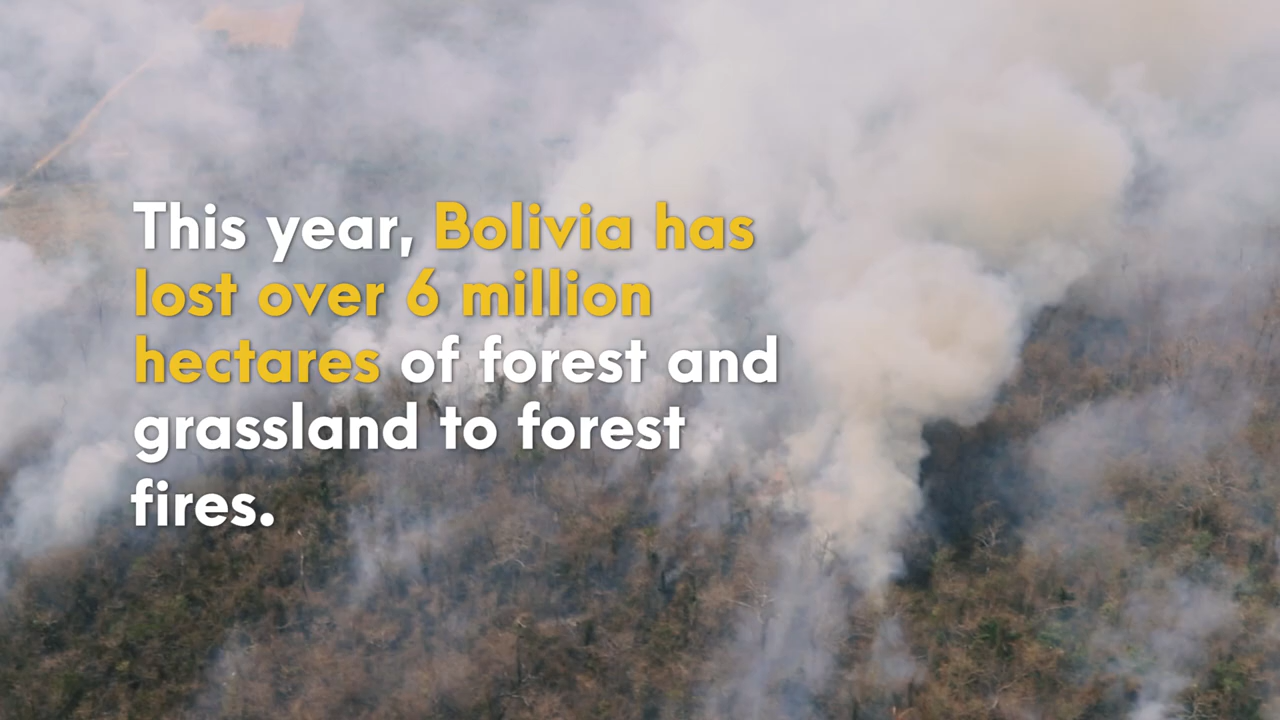 This year, Bolivia has
lost over 6 million
hectares of forest and
grassland to forest
fires.